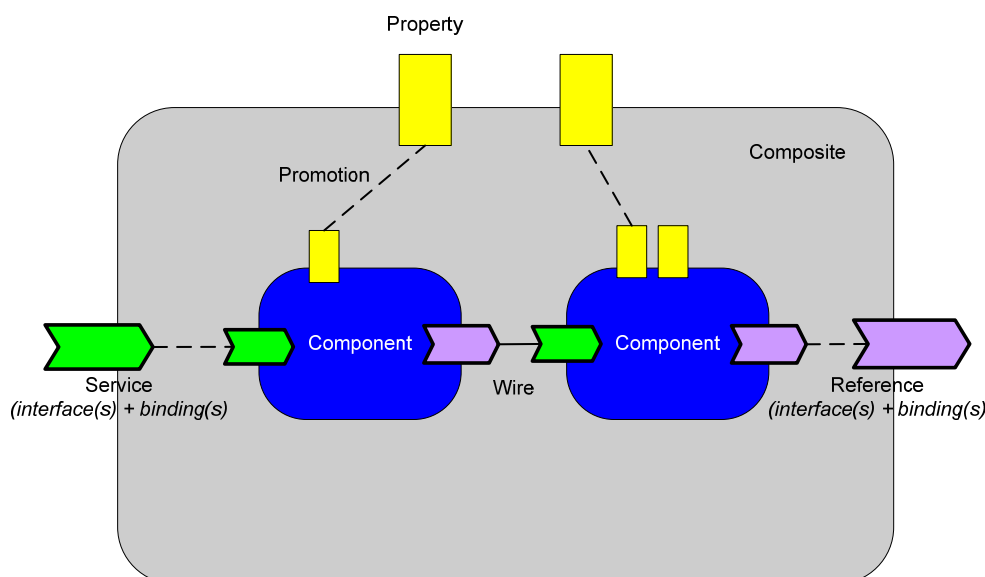 Property
Composite
Promotion
Component
Component
Wire
Service
(interface(s) + binding(s)
Reference
(interface(s) + binding(s)